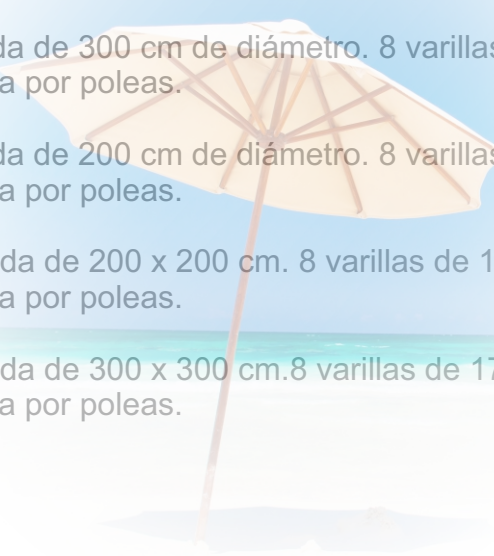 da de 300 cm de diámetro. 8 varillas
a por poleas.
da de 200 cm de diámetro. 8 varillas
a por poleas.
da de 200 x 200 cm. 8 varillas de 1
a por poleas.
da de 300 x 300 cm.8 varillas de 17
a por poleas.